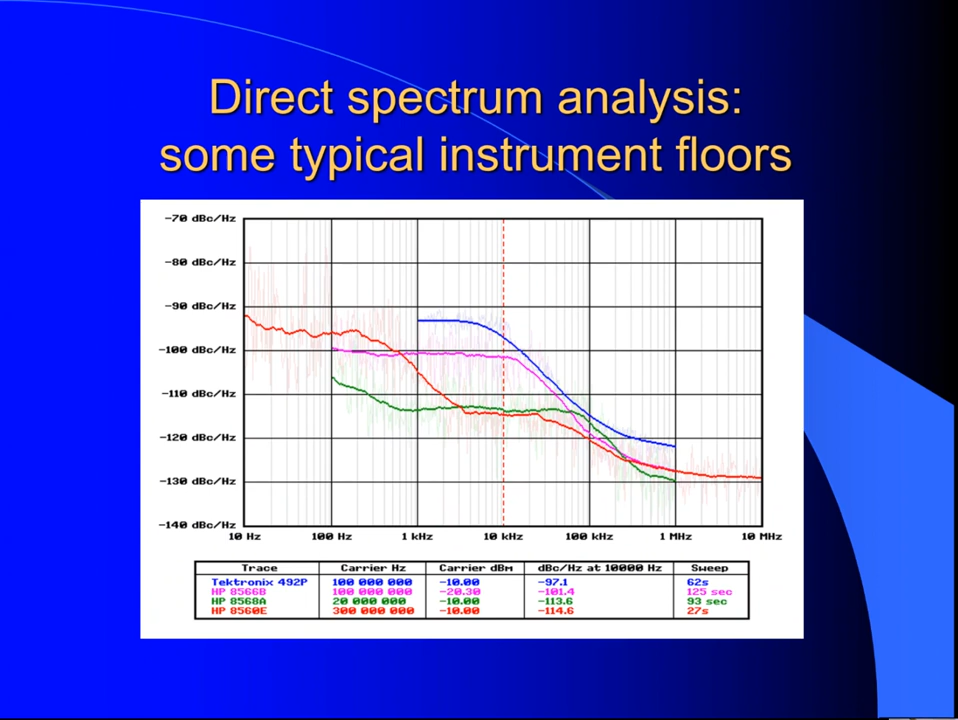 Direct spectrum analysis:
some typical instrument floors
-70 dBc/Hz
-80 dBc/Hz
-90 dBc/Hz
-100 dBc/Hz
-110 dBc/Hz
-120 dBc/Hz
-130 dBc/Hz
-140 dBc/Hz
10 Hz 100 Hz 1 kHz 10 kHz 100 kHz 1 MHz 10 MHz
Trace Carrier Hz Carrier dBm dBc/Hz at 10000 Hz Sweep
Tektronix 492P 100 000 000 -10.00 -97.1 62s
HP 8566B 100 000 000 -20.30 -101.4 125 sec
HP 8568A 20 000 000 -10.00 -113.6 93 sec
HP 8560E 300 000 000 -10.00 -114.6 27s